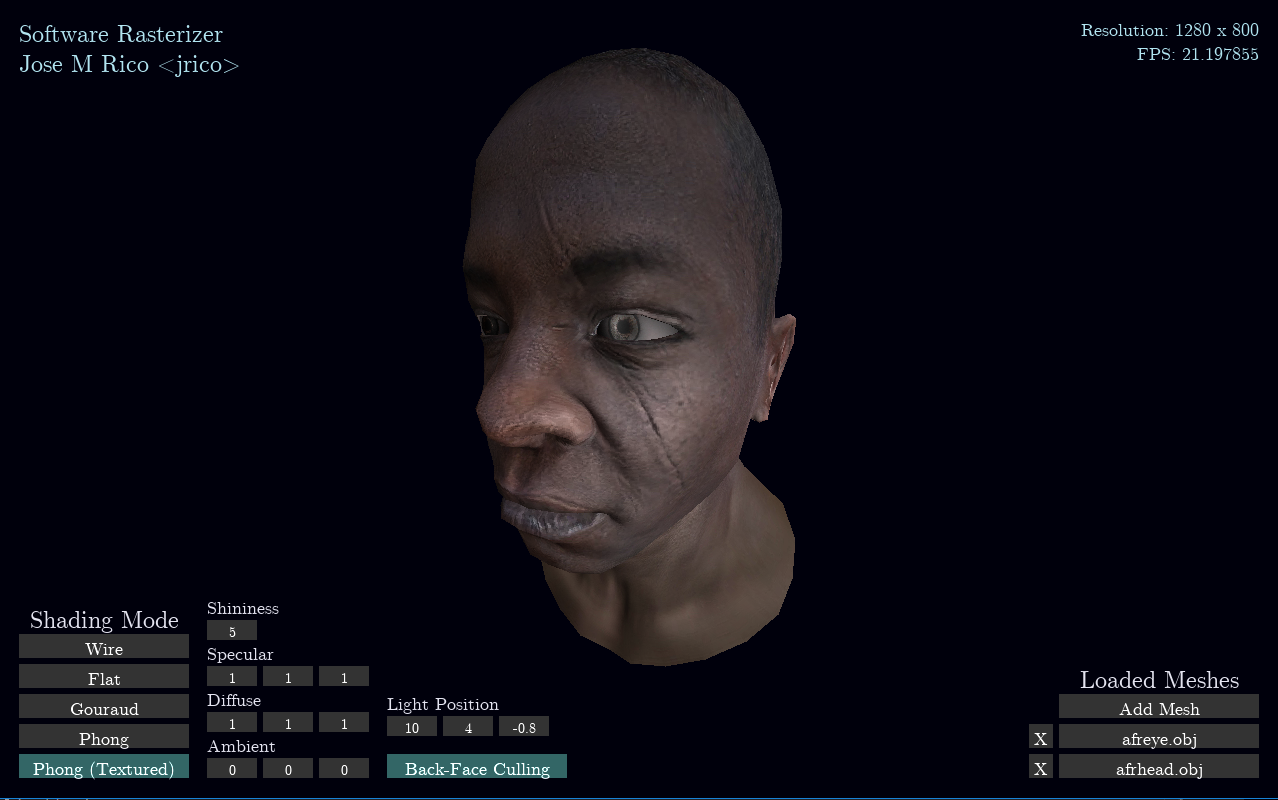 Software Rasterizer
Jose M Rico <jrico>
Resolution: 1280 x 800
FPS: 21.197855
Shading Mode
Wire
Flat
Gouraud
Phong
Phong (Textured)
Shininess
5
Specular
1 1 1
Diffuse
1 1 1
Ambient
0 0 0
Light Position
10 4 -0.8
Back-Face Culling
Loaded Meshes
Add Mesh
X afreye.obj
X afrhead.obj